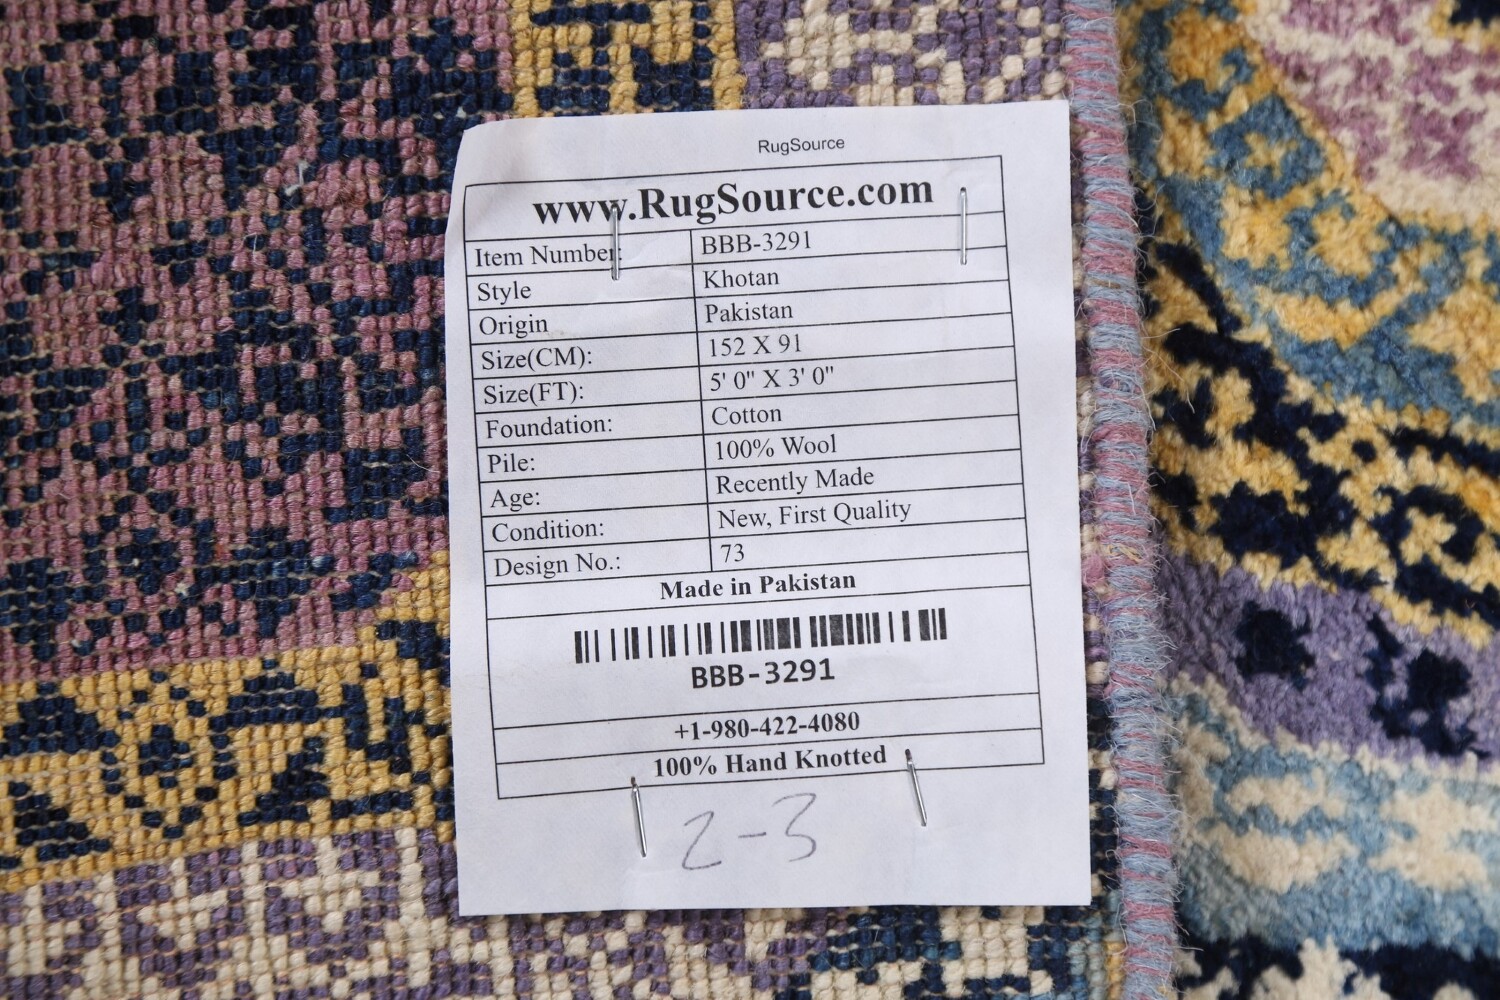 RugSource
www.RugSource.com
Item Number: BBB-3291
Style Khotan
Origin Pakistan
Size(CM): 152 X 91
Size(FT): 5' 0" X 3' 0"
Foundation: Cotton
Pile: 100% Wool
Age: Recently Made
Condition: New, First Quality
Design No.: 73
Made in Pakistan
BBB-3291
+1-980-422-4080
100% Hand Knotted
2-3